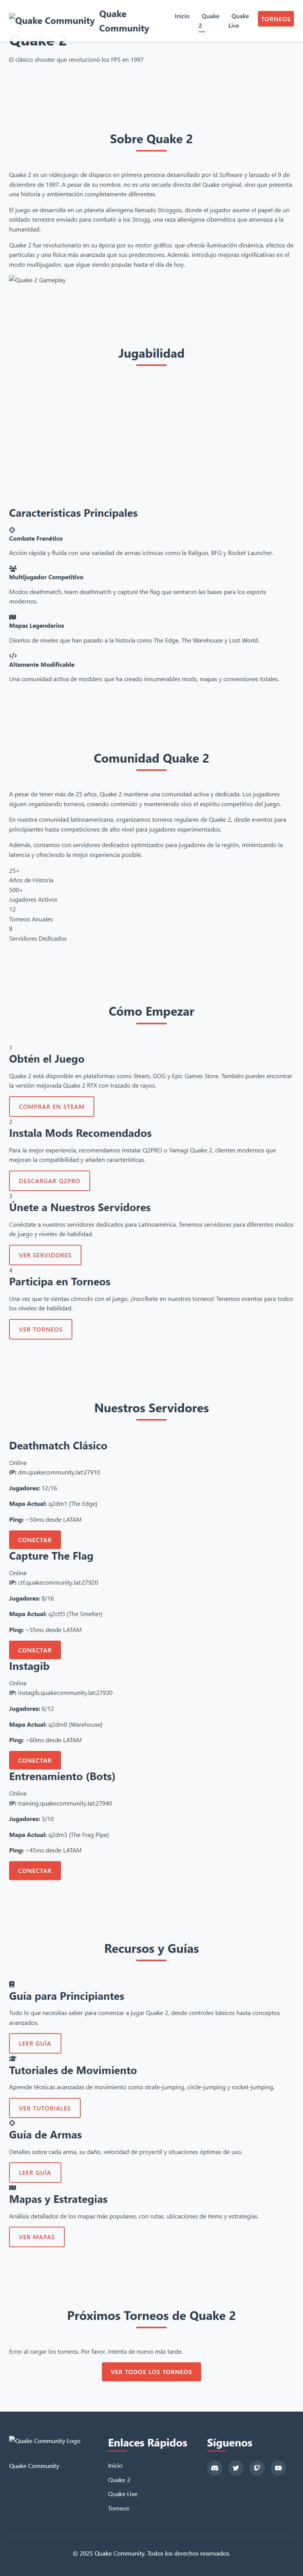 Quake Community
Quake
Community
Inicio
Quake
2
Quake
Live
TORNEOS
Quake 2
El clásico shooter que revolucionó los FPS en 1997
Sobre Quake 2
Quake 2 es un videojuego de disparos en primera persona desarrollado por id Software y lanzado el 9 de
diciembre de 1997. A pesar de su nombre, no es una secuela directa del Quake original, sino que presenta
una historia y ambientación completamente diferentes.
El juego se desarrolla en un planeta alienígena llamado Stroggos, donde el jugador asume el papel de un
soldado terrestre enviado para combatir a los Strogg, una raza alienígena cibernética que amenaza a la
humanidad.
Quake 2 fue revolucionario en su época por su motor gráfico, que ofrecía iluminación dinámica, efectos de
partículas y una física más avanzada que sus predecesores. Además, introdujo mejoras significativas en el
modo multijugador, que sigue siendo popular hasta el día de hoy.
Quake 2 Gameplay
Jugabilidad
Características Principales
Combate Frenético
Acción rápida y fluida con una variedad de armas icónicas como la Railgun, BFG y Rocket Launcher.
Multijugador Competitivo
Modos deathmatch, team deathmatch y capture the flag que sentaron las bases para los esports
modernos.
Mapas Legendarios
Diseños de niveles que han pasado a la historia como The Edge, The Warehouse y Lost World.
Altamente Modificable
Una comunidad activa de modders que ha creado innumerables mods, mapas y conversiones totales.
Comunidad Quake 2
A pesar de tener más de 25 años, Quake 2 mantiene una comunidad activa y dedicada. Los jugadores
siguen organizando torneos, creando contenido y manteniendo vivo el espíritu competitivo del juego.
En nuestra comunidad latinoamericana, organizamos torneos regulares de Quake 2, desde eventos para
principiantes hasta competiciones de alto nivel para jugadores experimentados.
Además, contamos con servidores dedicados optimizados para jugadores de la región, minimizando la
latencia y ofreciendo la mejor experiencia posible.
25+
Años de Historia
500+
Jugadores Activos
12
Torneos Anuales
8
Servidores Dedicados
Cómo Empezar
1
Obtén el Juego
Quake 2 está disponible en plataformas como Steam, GOG y Epic Games Store. También puedes encontrar
la versión mejorada Quake 2 RTX con trazado de rayos.
COMPRAR EN STEAM
2
Instala Mods Recomendados
Para la mejor experiencia, recomendamos instalar Q2PRO o Yamagi Quake 2, clientes modernos que
mejoran la compatibilidad y añaden características.
DESCARGAR Q2PRO
3
Únete a Nuestros Servidores
Conéctate a nuestros servidores dedicados para Latinoamérica. Tenemos servidores para diferentes modos
de juego y niveles de habilidad.
VER SERVIDORES
4
Participa en Torneos
Una vez que te sientas cómodo con el juego, ¡inscríbete en nuestros torneos! Tenemos eventos para todos
los niveles de habilidad.
VER TORNEOS
Nuestros Servidores
Deathmatch Clásico
Online
IP: dm.quakecommunity.lat:27910
Jugadores: 12/16
Mapa Actual: q2dm1 (The Edge)
Ping: ~50ms desde LATAM
CONECTAR
Capture The Flag
Online
IP: ctf.quakecommunity.lat:27920
Jugadores: 8/16
Mapa Actual: q2ctf3 (The Smelter)
Ping: ~55ms desde LATAM
CONECTAR
Instagib
Online
IP: instagib.quakecommunity.lat:27930
Jugadores: 6/12
Mapa Actual: q2dm8 (Warehouse)
Ping: ~60ms desde LATAM
CONECTAR
Entrenamiento (Bots)
Online
IP: training.quakecommunity.lat:27940
Jugadores: 3/10
Mapa Actual: q2dm3 (The Frag Pipe)
Ping: ~45ms desde LATAM
CONECTAR
Recursos y Guías
Guía para Principiantes
Todo lo que necesitas saber para comenzar a jugar Quake 2, desde controles básicos hasta conceptos
avanzados.
LEER GUÍA
Tutoriales de Movimiento
Aprende técnicas avanzadas de movimiento como strafe-jumping, circle-jumping y rocket-jumping.
VER TUTORIALES
Guía de Armas
Detalles sobre cada arma, su daño, velocidad de proyectil y situaciones óptimas de uso.
LEER GUÍA
Mapas y Estrategias
Análisis detallados de los mapas más populares, con rutas, ubicaciones de ítems y estrategias.
VER MAPAS
Próximos Torneos de Quake 2
Error al cargar los torneos. Por favor, intenta de nuevo más tarde.
VER TODOS LOS TORNEOS
Quake Community Logo
Quake Community
Enlaces Rápidos
Inicio
Quake 2
Quake Live
Torneos
Síguenos
© 2025 Quake Community. Todos los derechos reservados.